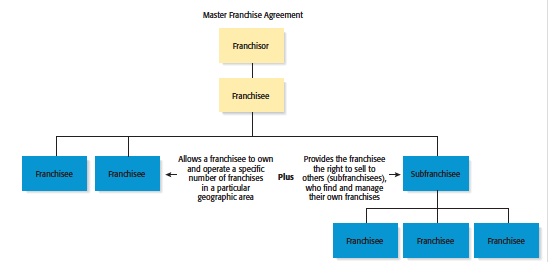 Master Franchise Agreement
Franchisor
Franchisee
Franchisee
Franchisee
Allows a franchisee to own
and operate a specific
number of franchises
in a particular
geographic area
Plus
Provides the franchisee
the right to sell to
others (subfranchisees),
who find and manage
their own franchises
Subfranchisee
Franchisee
Franchisee
Franchisee